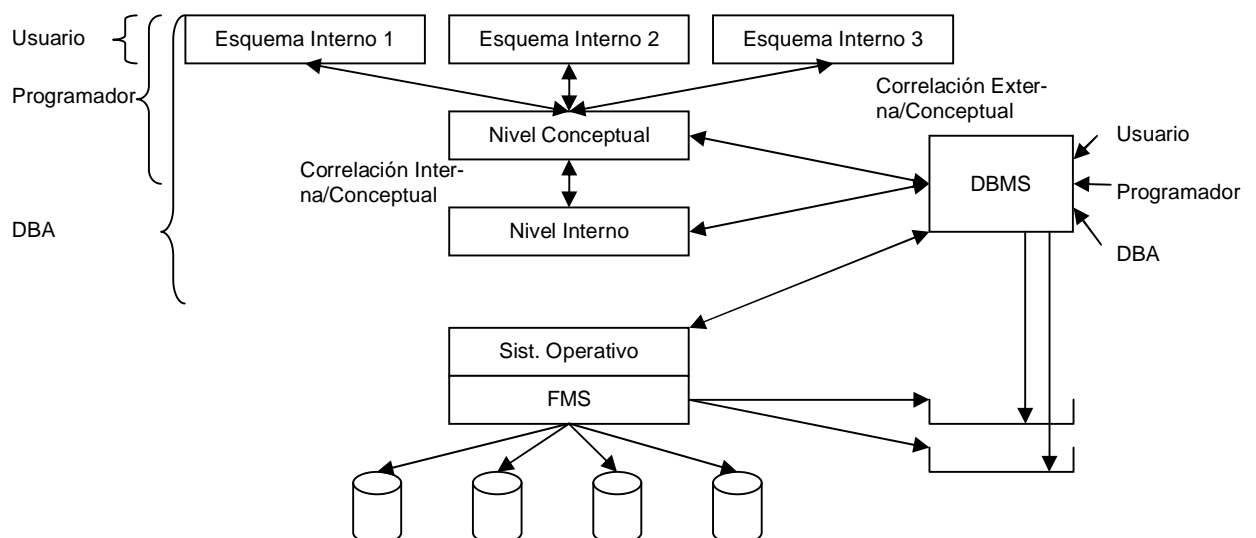 Usuario
Esquema Interno 1
Esquema Interno 2
Esquema Interno 3
Programador
Correlación Exter-
na/Conceptual
Nivel Conceptual
Usuario
Correlación Inter-
na/Conceptual
DBMS
Programador
DBA
Nivel Interno
DBA
Sist. Operativo
FMS